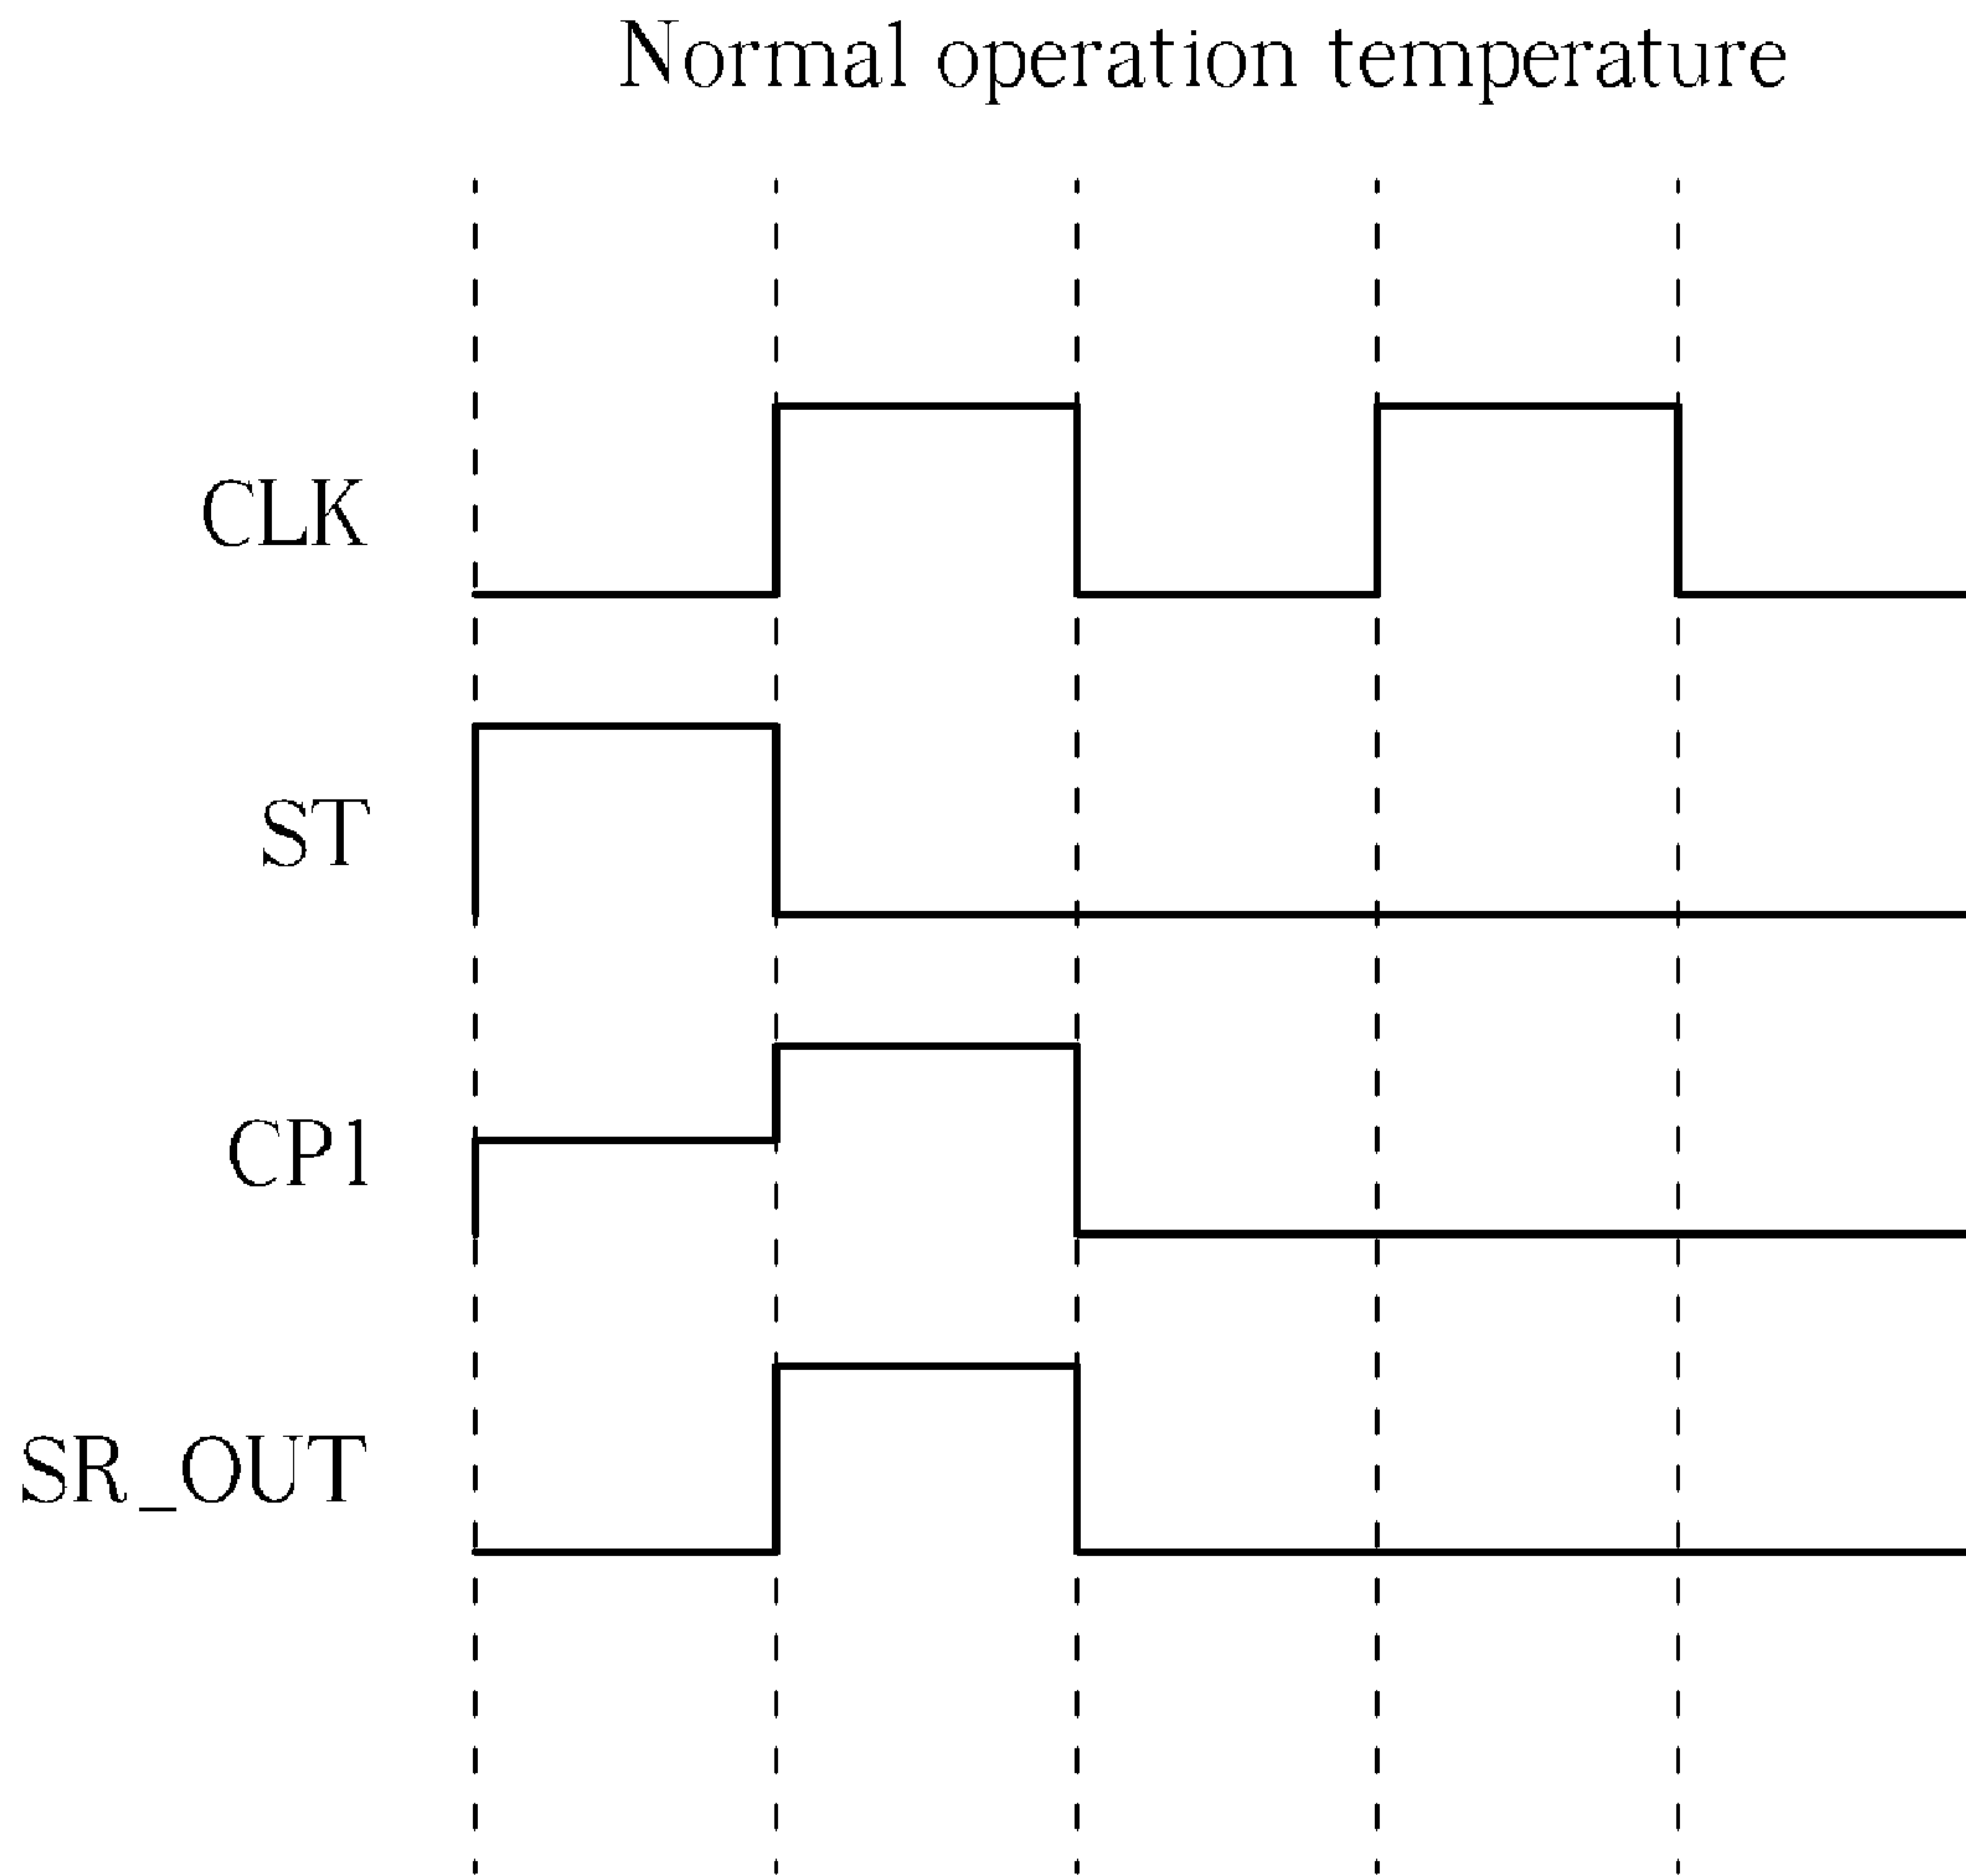 Normal operation temperature
CLK
ST
CP1
SR_OUT